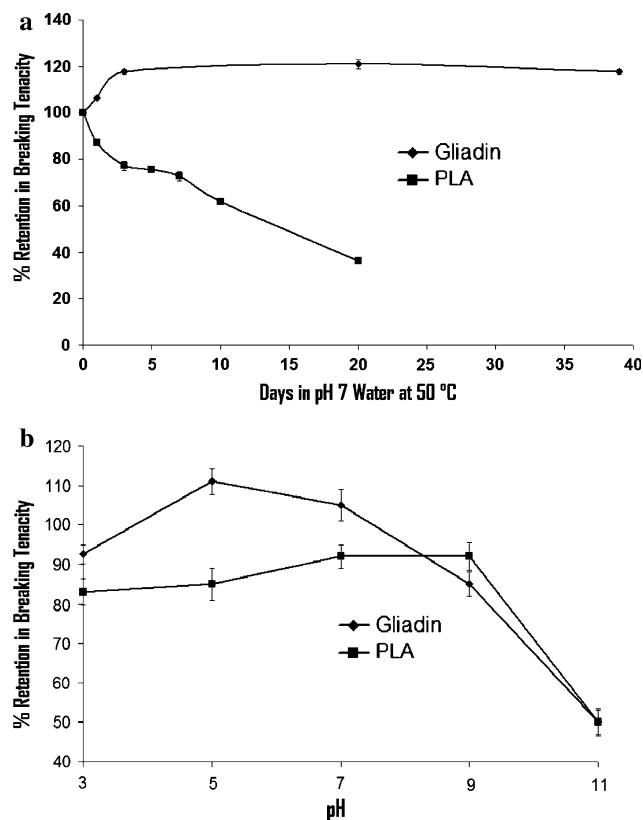 a
140
120
100
80
60
40
20
0
% Retention in Breaking Tenacity
Gliadin
PLA
0 5 10 15 20 25 30 35 40
Days in pH 7 Water at 50 °C
b
120
110
100
90
80
70
60
50
40
% Retention in Breaking Tenacity
Gliadin
PLA
3 5 7 9 11
pH